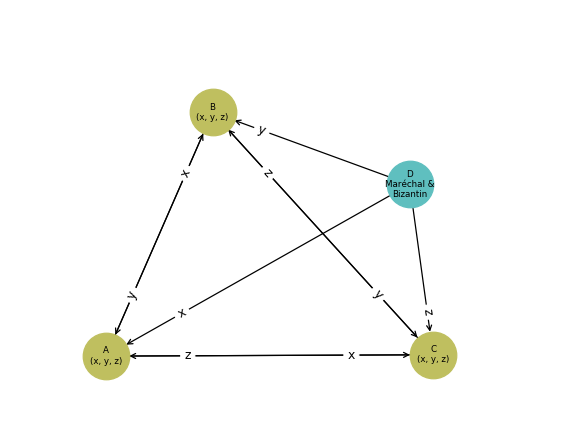 B
(x, y, z)
y
D
Maréchal &
Bizantin
x
z
y
y
x
z
A
(x, y, z)
z
x
C
(x, y, z)